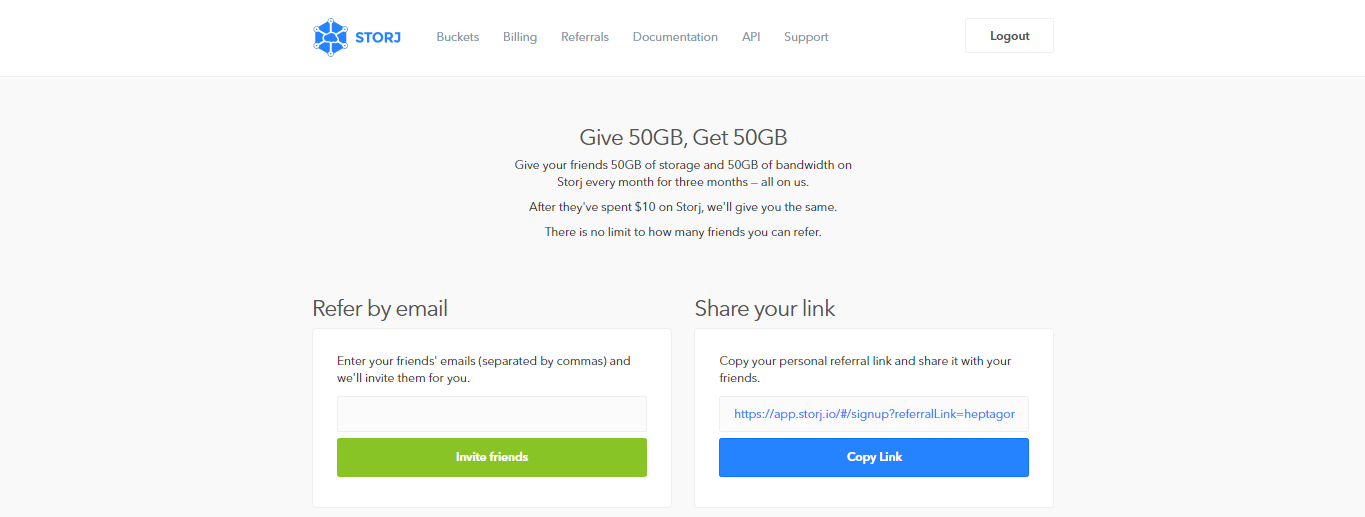 STORJ
Buckets
Billing
Referrals
Documentation
API
Support
Logout
Give 50GB, Get 50GB
Give your friends 50GB of storage and 50GB of bandwidth on
Storj every month for three months – all on us.
After they've spent $10 on Storj, we'll give you the same.
There is no limit to how many friends you can refer.
Refer by email
Enter your friends' emails (separated by commas) and
we'll invite them for you.
Invite friends
Share your link
Copy your personal referral link and share it with your
friends.
https://app.storj.io/#/signup?referralLink=heptagor
Copy Link